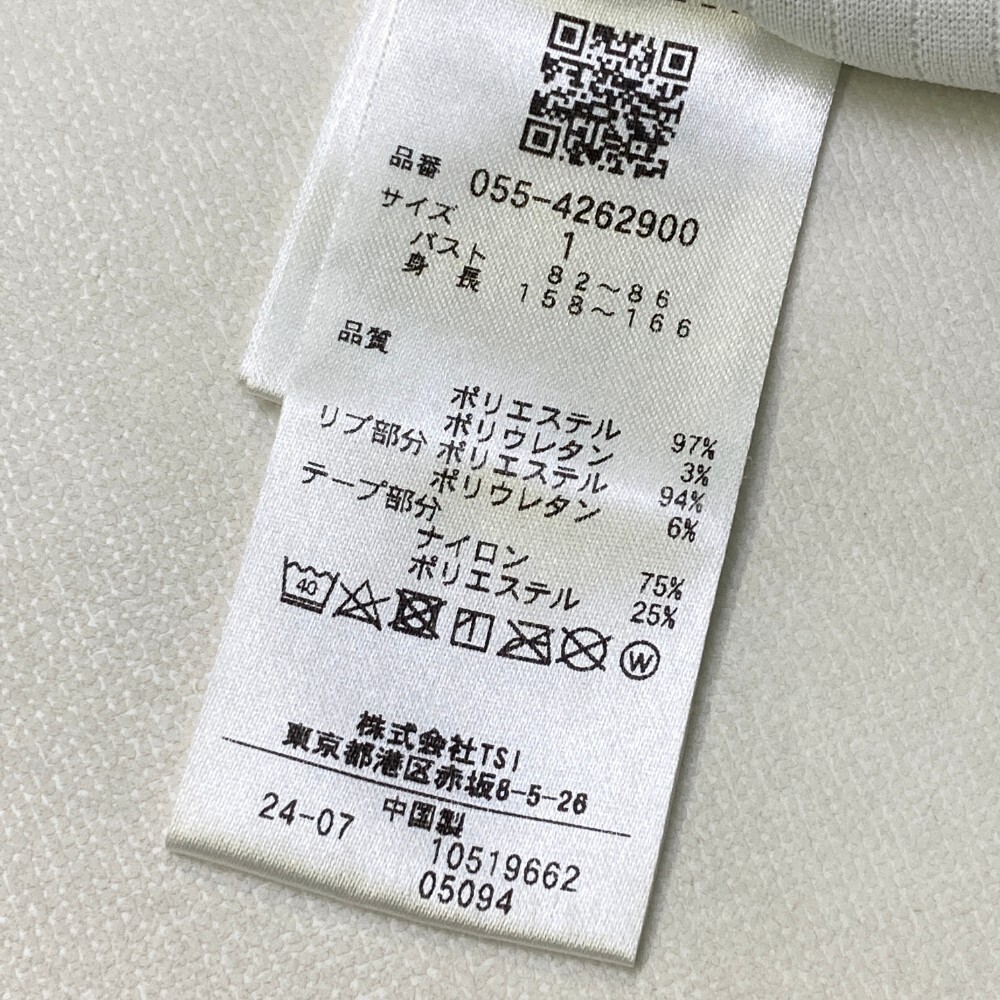 品番 055-4262900
サイズ 1
バスト 82～86
身長 158～166
品質
ポリエステル 97%
ポリウレタン 3%
リブ部分 ポリエステル 94%
ポリウレタン 6%
テープ部分
ナイロン 75%
ポリエステル 25%
40
W
株式会社TSI
東京都港区赤坂8-5-26
中国製
24-07 10519662
05094